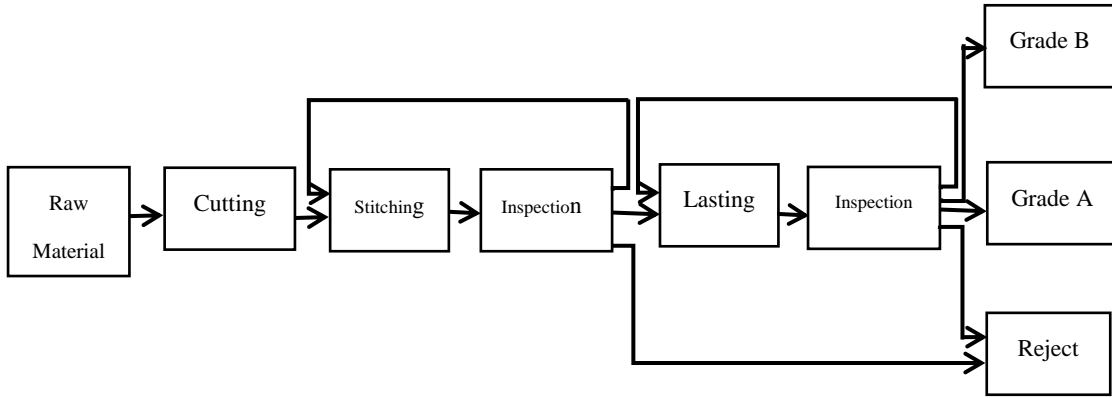 Grade B
Raw
Material
Cutting
Stitching
Inspection
Lasting
Inspection
Grade A
Reject